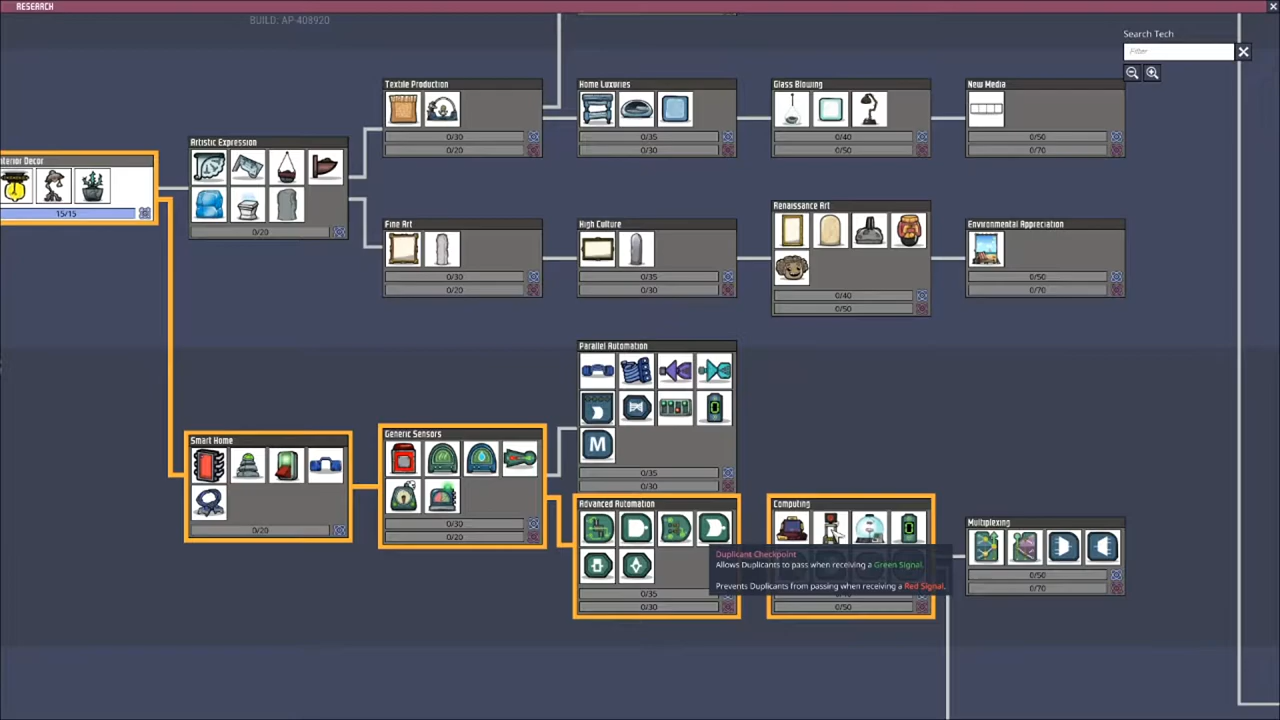 RESEARCH
BUILD: AP-408920
Search Tech
Filter
Textile Production
0/30
0/20
Home Luxuries
0/35
0/30
Glass Blowing
0/40
0/50
New Media
0/50
0/70
Interior Decor
15/15
Artistic Expression
0/20
Fine Art
0/30
0/20
High Culture
0/35
0/30
Renaissance Art
0/40
0/50
Environmental Appreciation
0/50
0/70
Parallel Automation
M
0/35
0/30
Smart Home
0/20
Generic Sensors
0/30
0/20
Advanced Automation
0/35
0/30
Computing
0/50
Multiplexing
0/50
0/70
Duplicant Checkpoint
Allows Duplicants to pass when receiving a Green Signal.
Prevents Duplicants from passing when receiving a Red Signal.